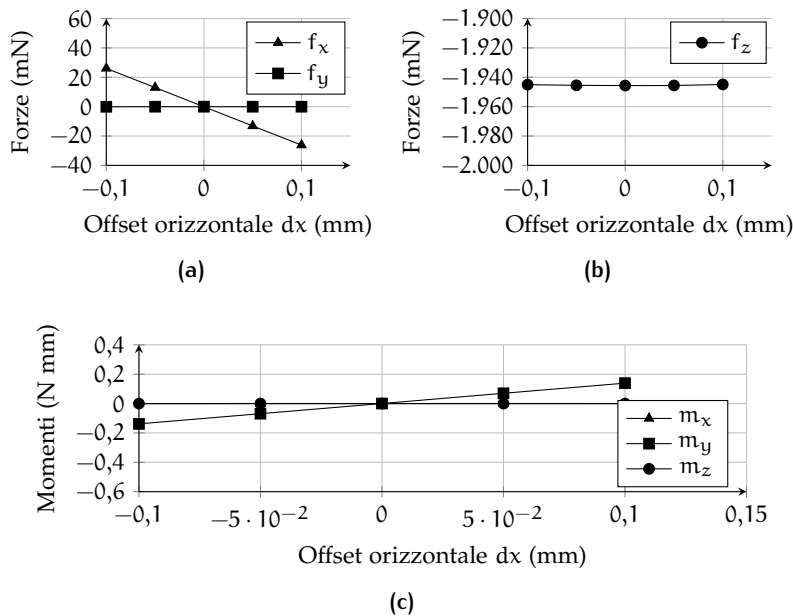 60
40
20
0
−20
−40
−0,1
0
0,1
Forze (mN)
Offset orizzontale dx (mm)
f_x
f_y
(a)
−1.900
−1.920
−1.940
−1.960
−1.980
−2.000
−0,1
0
0,1
Forze (mN)
Offset orizzontale dx (mm)
f_z
(b)
0,4
0,2
0
−0,2
−0,4
−0,6
−0,1
−5·10⁻²
0
5·10⁻²
0,1
0,15
Momenti (N mm)
Offset orizzontale dx (mm)
m_x
m_y
m_z
(c)